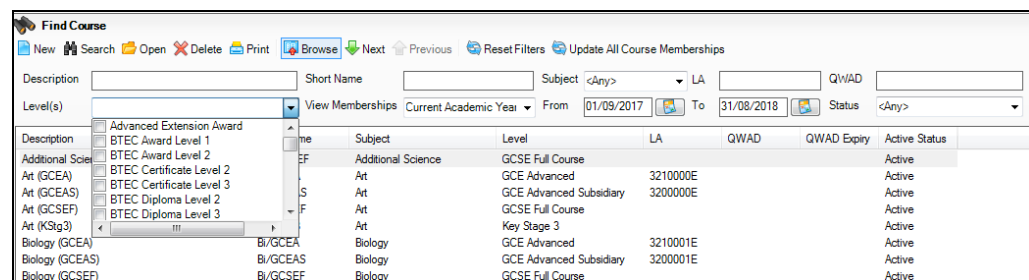 Find Course
New Search Open Delete Print Browse Next Previous Reset Filters Update All Course Memberships
Description Short Name Subject <Any> LA QWAD
Level(s) View Memberships Current Academic Year From 01/09/2017 To 31/08/2018 Status <Any>
Advanced Extension Award
BTEC Award Level 1
BTEC Award Level 2
BTEC Certificate Level 2
BTEC Certificate Level 3
BTEC Diploma Level 2
BTEC Diploma Level 3
Description Subject Level LA QWAD QWAD Expiry Active Status
Additional Science GCSE Full Course Active
Art (GCEA) Art GCE Advanced 3210000E Active
Art (GCEAS) Art GCE Advanced Subsidiary 3200000E Active
Art (GCSEF) Art GCSE Full Course Active
Art (KStg3) Art Key Stage 3 Active
Biology (GCEA) Bi/GCEA Biology GCE Advanced 3210001E Active
Biology (GCEAS) Bi/GCEAS Biology GCE Advanced Subsidiary 3200001E Active
Biology (GCSEF) Bi/GCSEF Biology GCSE Full Course Active